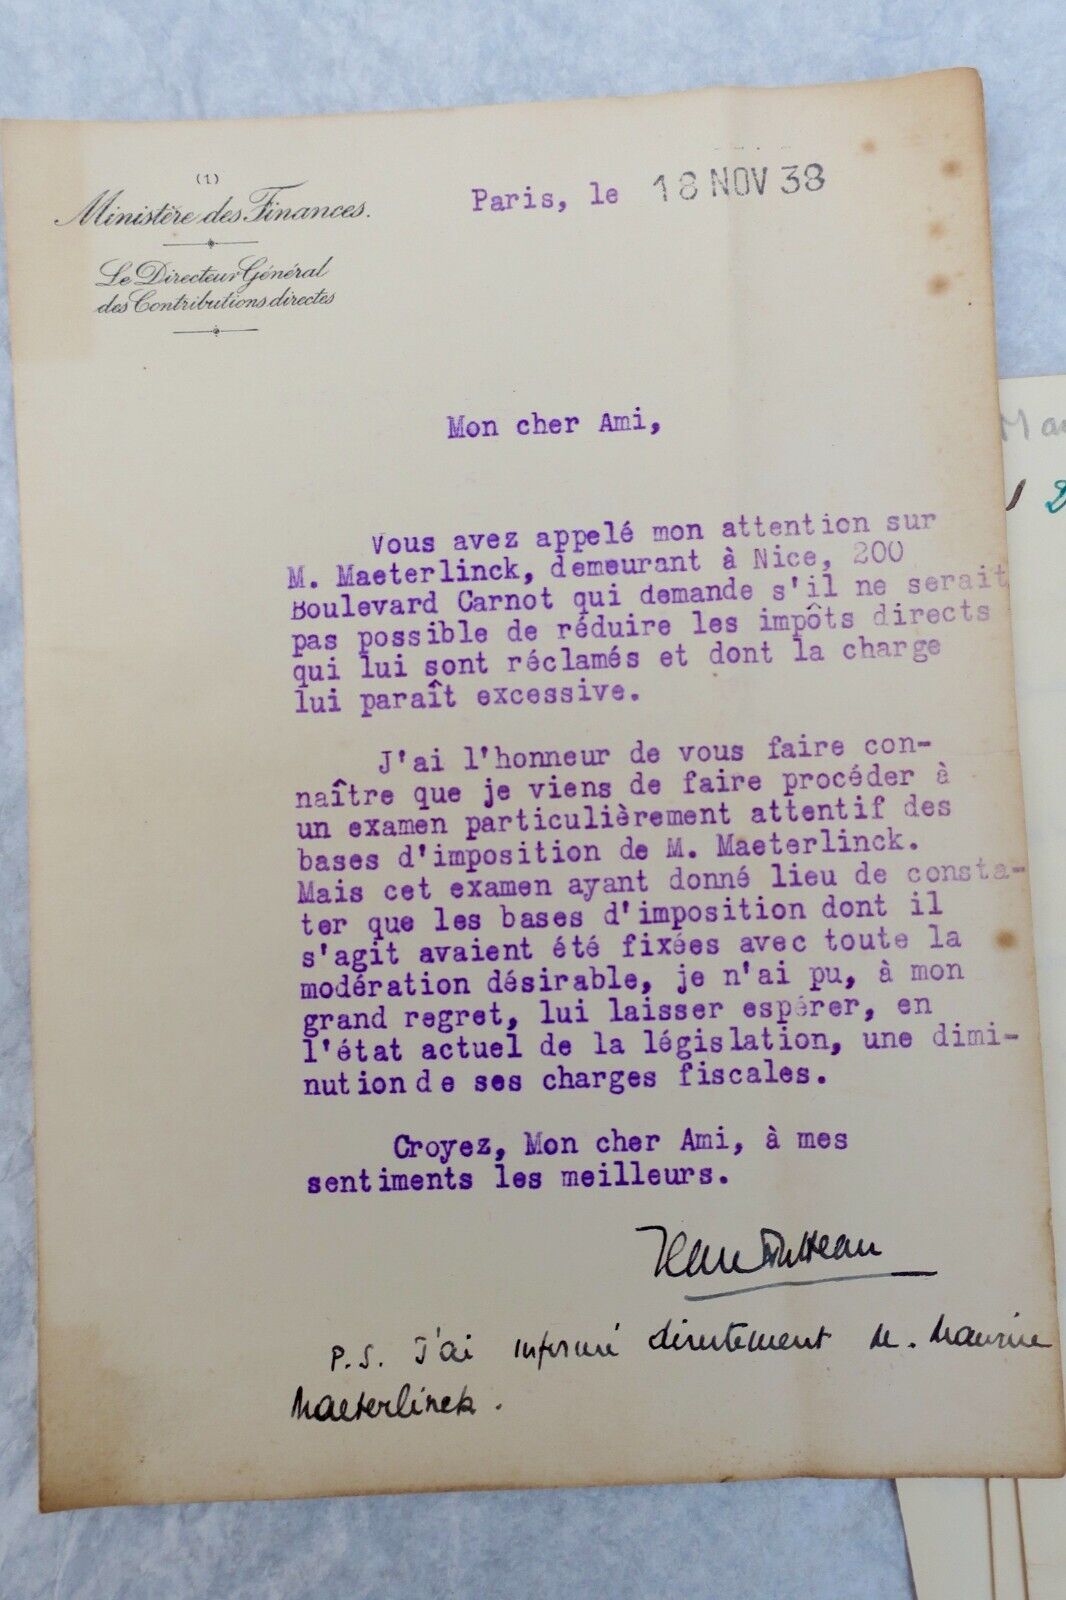 (1)
Ministère des Finances.
Le Directeur Général
des Contributions directes
Paris, le 18 NOV 38
Mon cher Ami,
Vous avez appelé mon attention sur
M. Maeterlinck, demeurant à Nice, 200
Boulevard Carnot qui demande s'il ne serait
pas possible de réduire les impôts directs
qui lui sont réclamés et dont la charge
lui paraît excessive.
J'ai l'honneur de vous faire con-
naître que je viens de faire procéder à
un examen particulièrement attentif des
bases d'imposition de M. Maeterlinck.
Mais cet examen ayant donné lieu de consta-
ter que les bases d'imposition dont il
s'agit avaient été fixées avec toute la
modération désirable, je n'ai pu, à mon
grand regret, lui laisser espérer, en
l'état actuel de la législation, une dimi-
nution de ses charges fiscales.
Croyez, Mon cher Ami, à mes
sentiments les meilleurs.
P.S. J'ai informé directement M. Maurice
Maeterlinck.